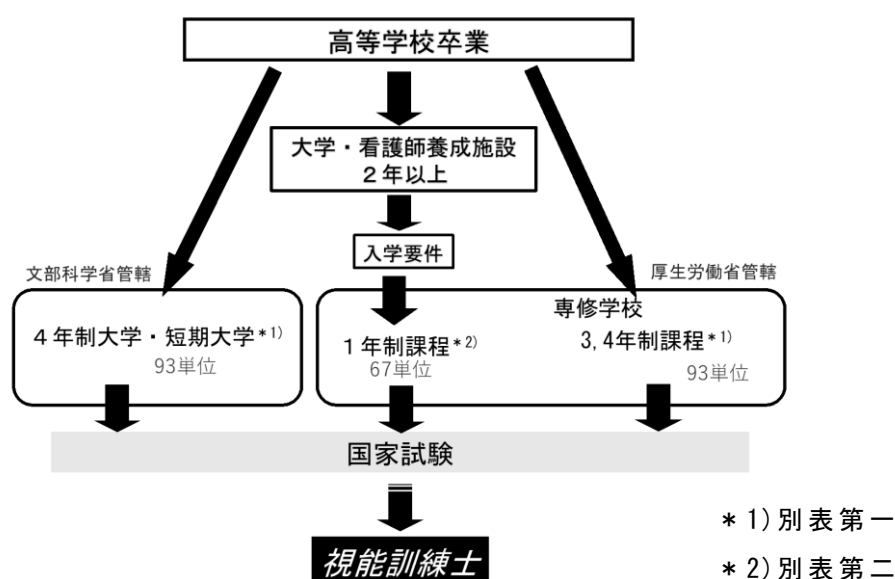 高等学校卒業
大学・看護師養成施設
２年以上
入学要件
文部科学省管轄
厚生労働省管轄
４年制大学・短期大学*1)
93単位
１年制課程*2)
67単位
専修学校
3,4年制課程*1)
93単位
国家試験
視能訓練士
*1)別表第一
*2)別表第二